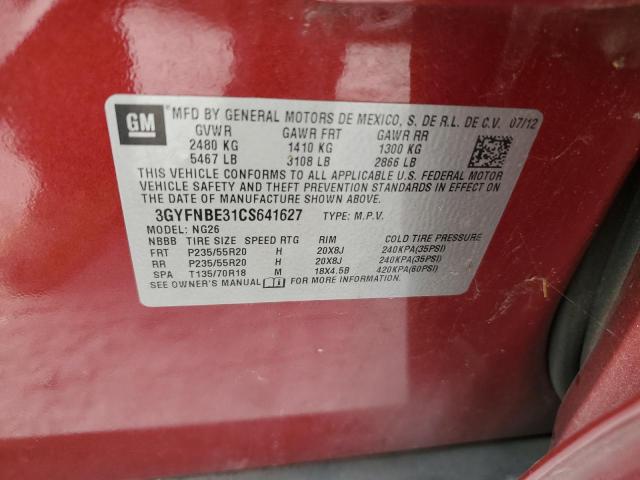 GM MFD BY GENERAL MOTORS DE MEXICO, S. DE R.L. DE C.V. 07/12
GVWR GAWR FRT GAWR RR
2480 KG 1410 KG 1300 KG
5467 LB 3108 LB 2866 LB
THIS VEHICLE CONFORMS TO ALL APPLICABLE U.S. FEDERAL MOTOR
VEHICLE SAFETY AND THEFT PREVENTION STANDARDS IN EFFECT ON
THE DATE OF MANUFACTURE SHOWN ABOVE.
3GYFNBE31CS641627 TYPE: M.P.V.
MODEL: NG26
NBBB TIRE SIZE SPEED RTG RIM COLD TIRE PRESSURE
FRT P235/55R20 H 20X8J 240KPA(35PSI)
RR P235/55R20 H 20X8J 240KPA(35PSI)
SPA T135/70R18 M 18X4.5B 420KPA(60PSI)
SEE OWNER'S MANUAL FOR MORE INFORMATION.